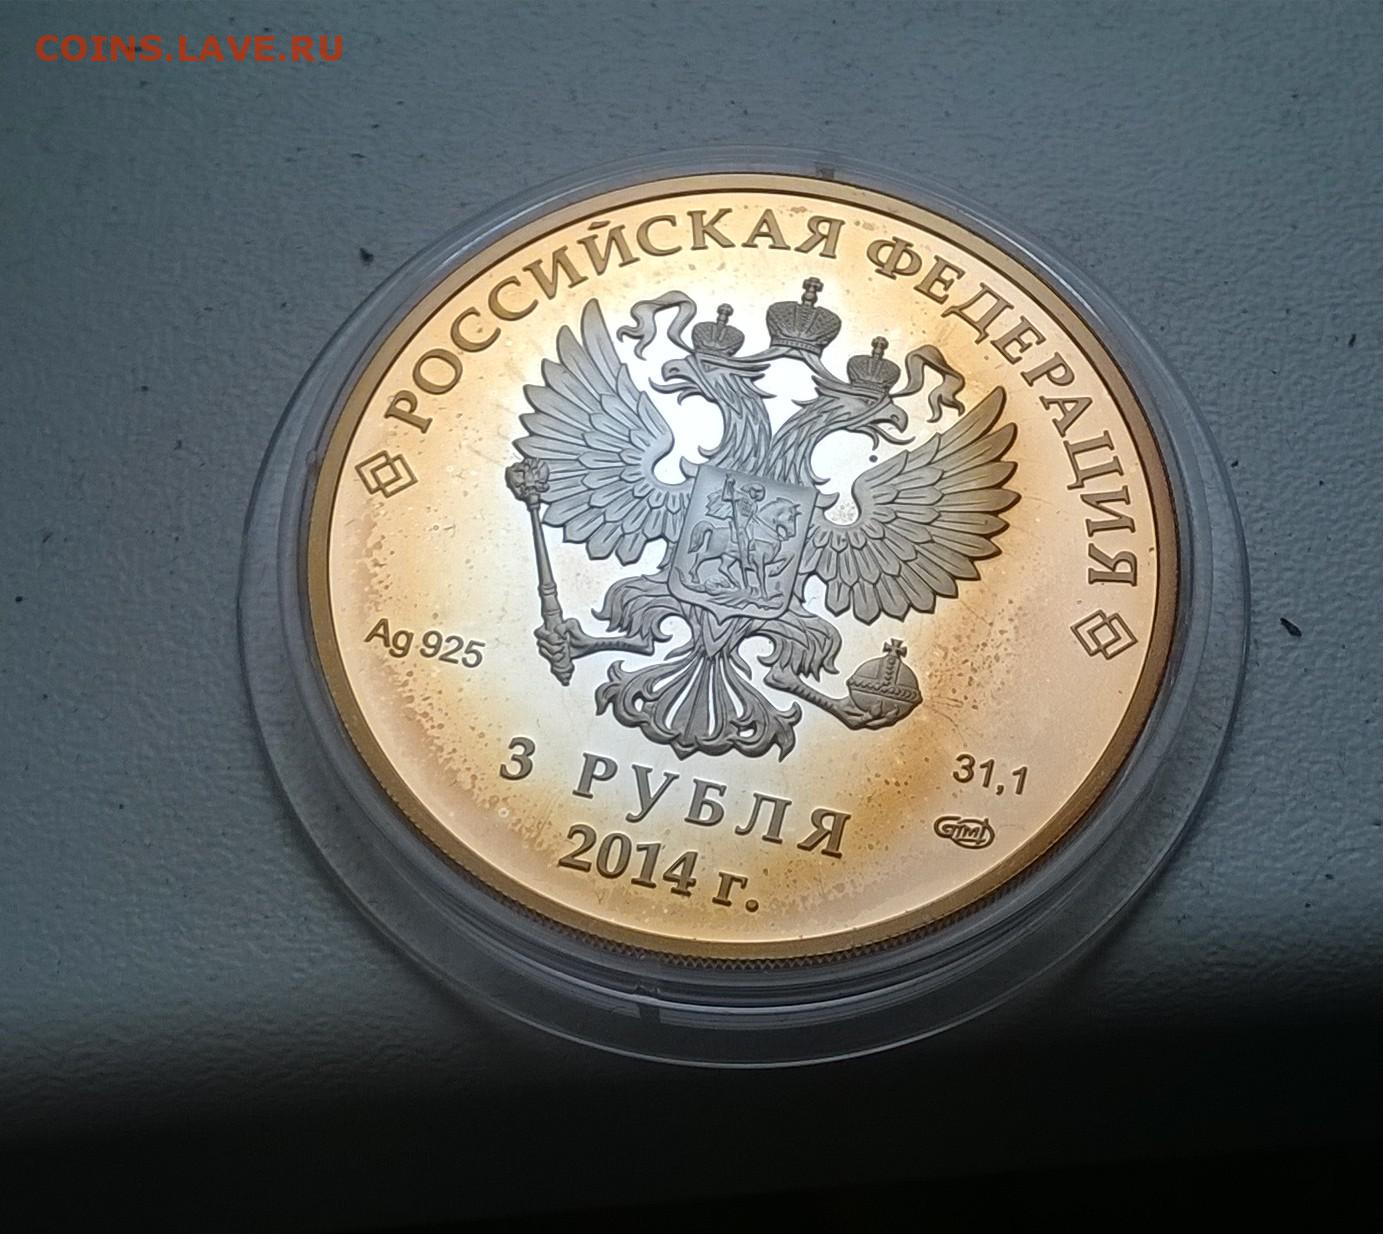 COINS.LAVE.RU
РОССИЙСКАЯ ФЕДЕРАЦИЯ
Ag 925
31,1
3 РУБЛЯ
2014 г.